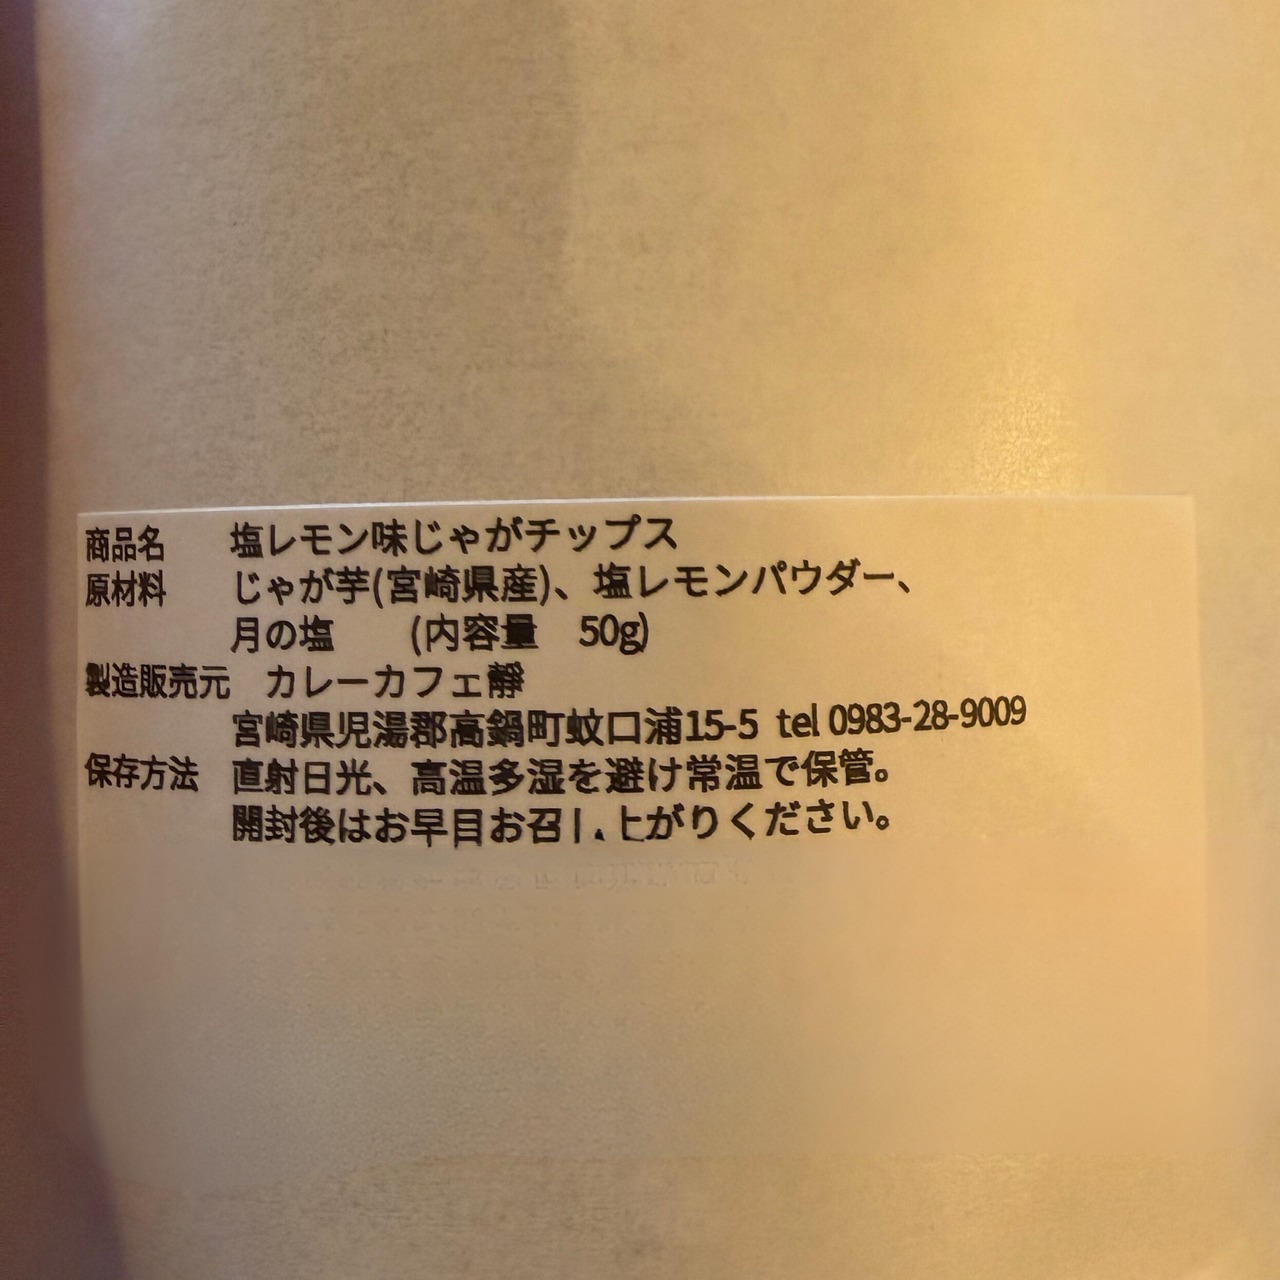 商品名 塩レモン味じゃがチップス
原材料 じゃが芋(宮崎県産)、塩レモンパウダー、
月の塩 (内容量 50g)
製造販売元 カレーカフェ静
宮崎県児湯郡高鍋町蚊口浦15-5 tel 0983-28-9009
保存方法 直射日光、高温多湿を避け常温で保管。
開封後はお早目お召し上がりください。